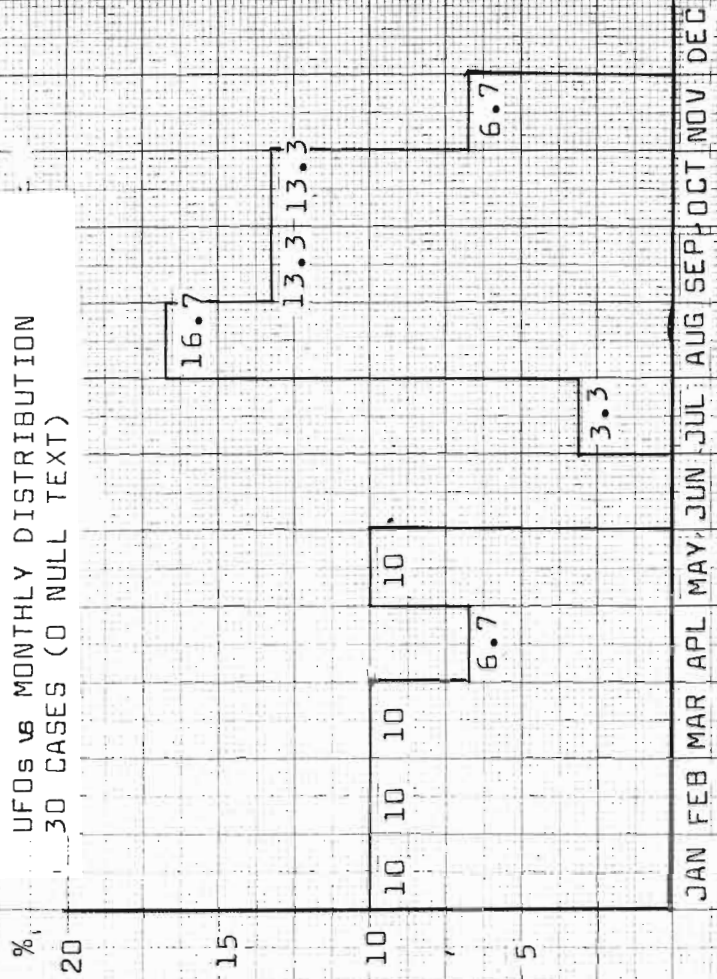 UFOs vs MONTHLY DISTRIBUTION
30 CASES (0 NULL TEXT)
%
20
15
10
5
16.7
13.3 13.3
10 10 10
10
6.7
6.7
3.3
JAN FEB MAR APL MAY JUN JUL AUG SEP OCT NOV DEC